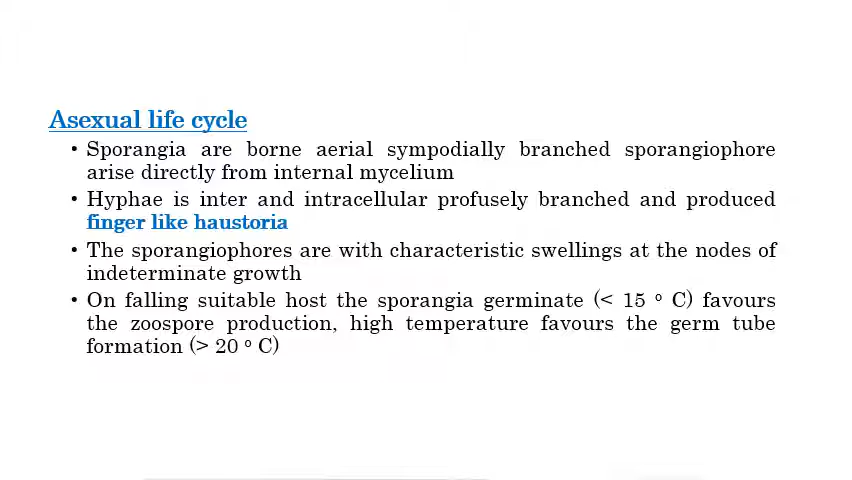 Asexual life cycle
• Sporangia are borne aerial sympodially branched sporangiophore
arise directly from internal mycelium
• Hyphae is inter and intracellular profusely branched and produced
finger like haustoria
• The sporangiophores are with characteristic swellings at the nodes of
indeterminate growth
• On falling suitable host the sporangia germinate (< 15 ° C) favours
the zoospore production, high temperature favours the germ tube
formation (> 20 ° C)